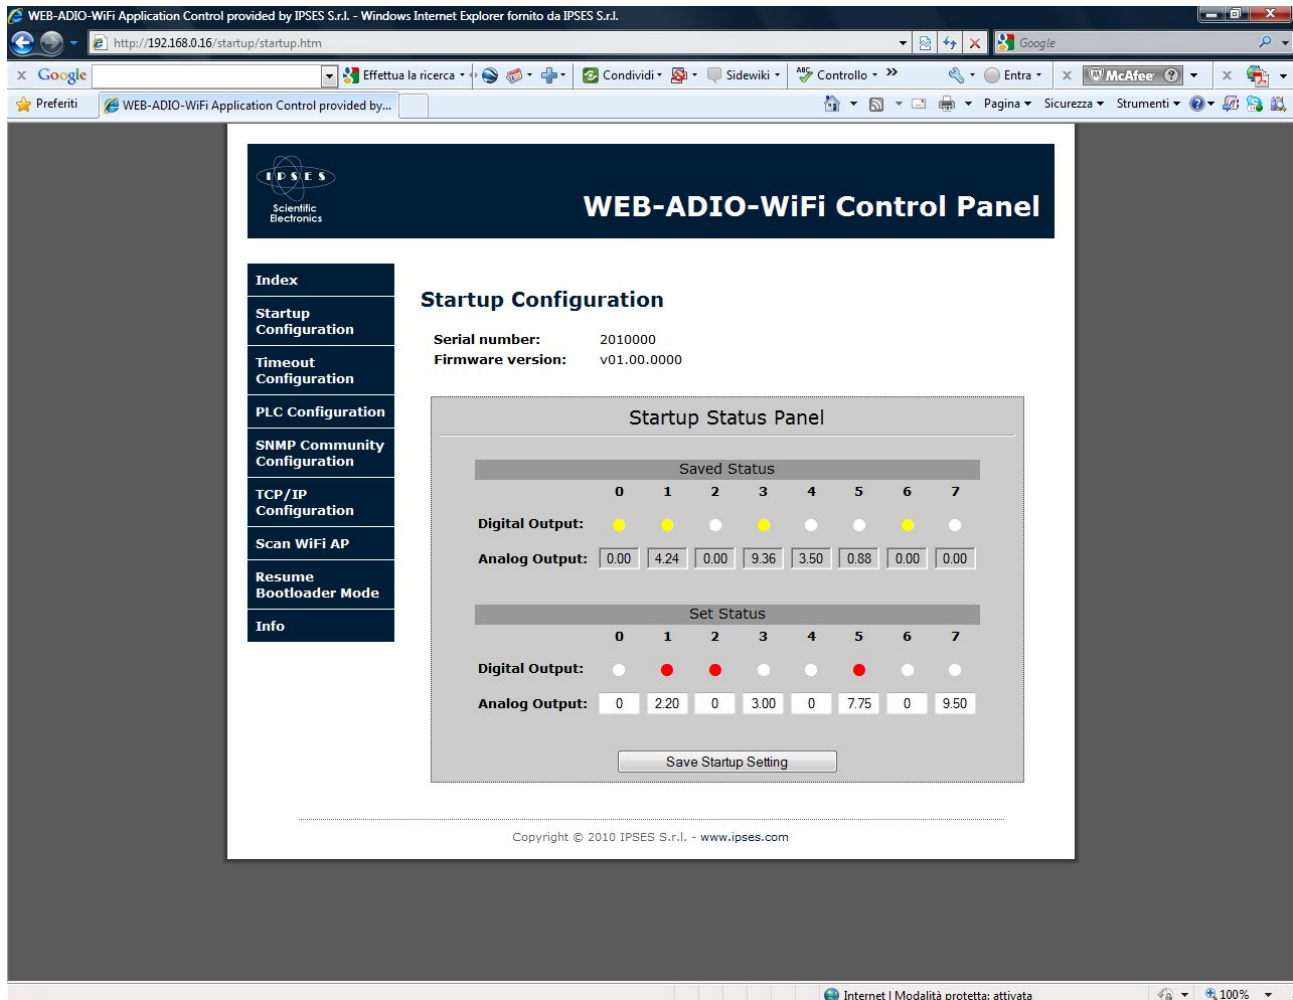 WEB-ADIO-WiFi Application Control provided by IPSES S.r.l. - Windows Internet Explorer fornito da IPSES S.r.l.
http://192.168.0.16/startup/startup.htm
Google
x Google
Effettua la ricerca
Condividi
Sidewiki
Controllo
»
Entra
x
McAfee
x
Preferiti
WEB-ADIO-WiFi Application Control provided by...
Pagina
Sicurezza
Strumenti
IPSES
Scientific
Electronics
WEB-ADIO-WiFi Control Panel
Index
Startup
Configuration
Timeout
Configuration
PLC Configuration
SNMP Community
Configuration
TCP/IP
Configuration
Scan WiFi AP
Resume
Bootloader Mode
Info
Startup Configuration
Serial number: 2010000
Firmware version: v01.00.0000
Startup Status Panel
Saved Status
0 1 2 3 4 5 6 7
Digital Output:
Analog Output: 0.00 4.24 0.00 9.36 3.50 0.88 0.00 0.00
Set Status
0 1 2 3 4 5 6 7
Digital Output:
Analog Output: 0 2.20 0 3.00 0 7.75 0 9.50
Save Startup Setting
Copyright © 2010 IPSES S.r.l. - www.ipses.com
Internet | Modalità protetta: attivata
100%